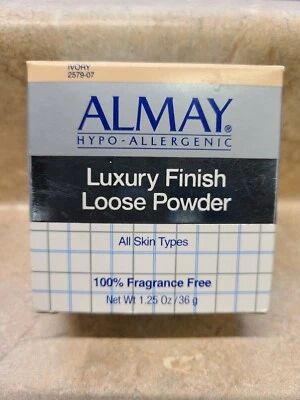 IVORY
2579-07
ALMAY®
HYPO-ALLERGENIC
Luxury Finish
Loose Powder
All Skin Types
100% Fragrance Free
Net Wt 1.25 Oz/36 g